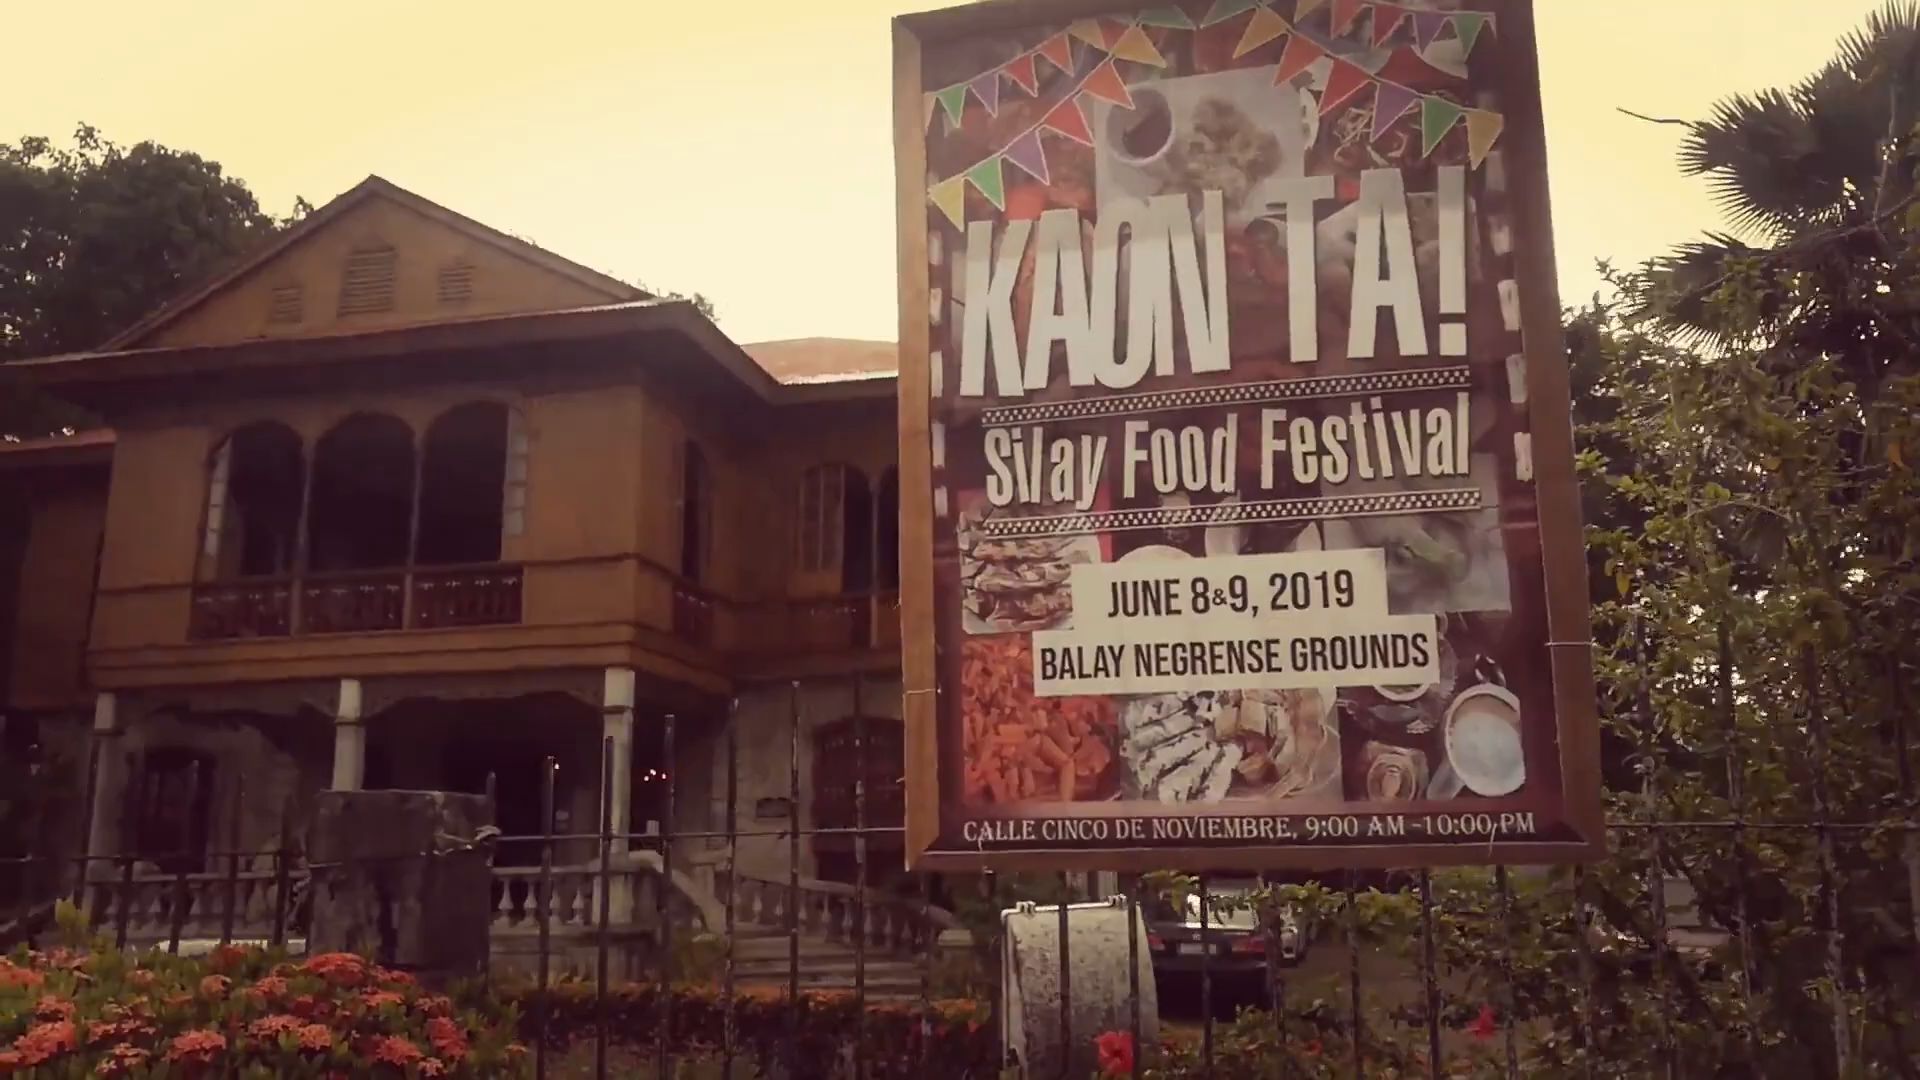 KAON TA!
Silay Food Festival
JUNE 8&9, 2019
BALAY NEGRENSE GROUNDS
CALLE CINCO DE NOVIEMBRE, 9:00 AM -10:00 PM